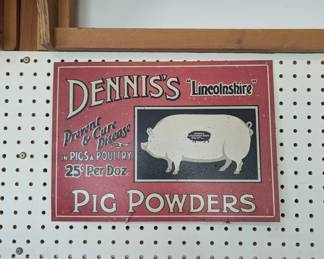 DENNIS'S "Lincolnshire"
Prevent & Cure
Disease
IN PIGS & POULTRY
25¢ Per Doz
PIG POWDERS